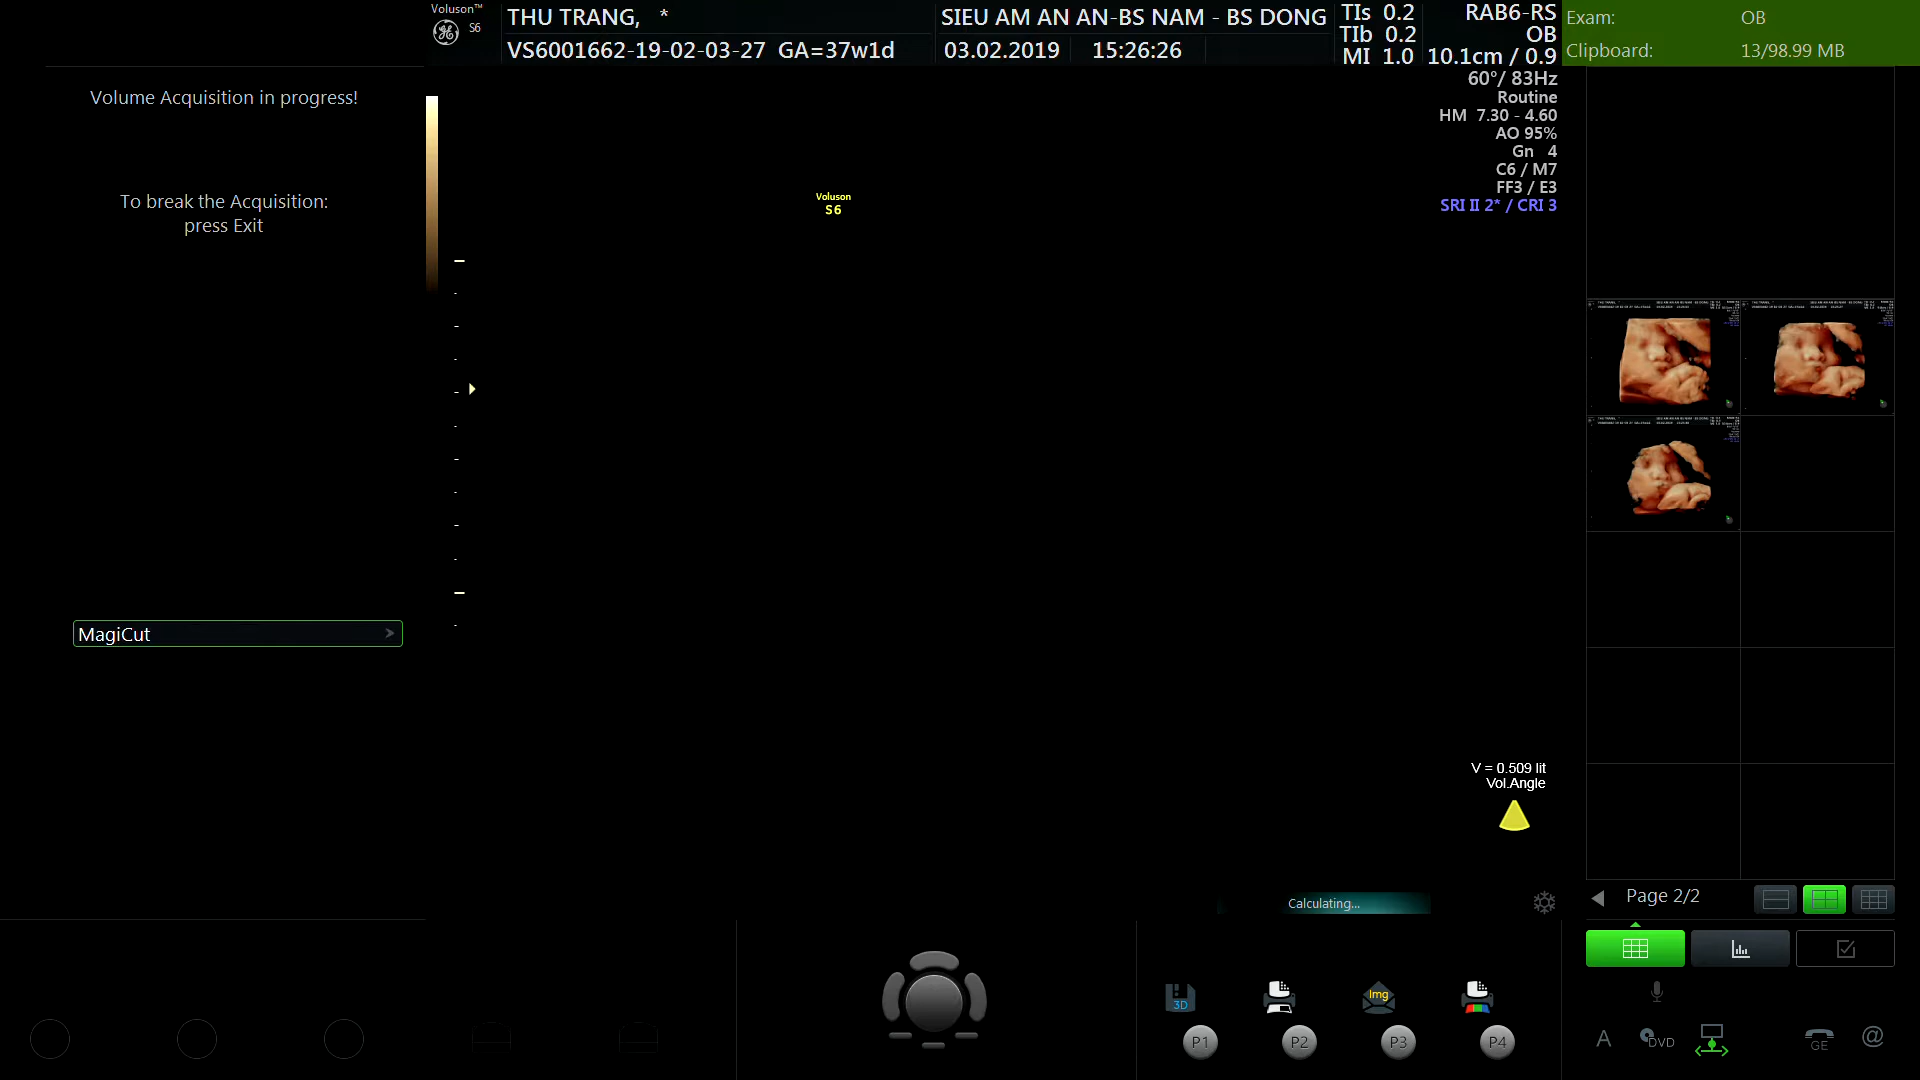 Voluson™
S6
THU TRANG, *
VS6001662-19-02-03-27 GA=37w1d
SIEU AM AN AN-BS NAM - BS DONG
03.02.2019 15:26:26
TIs 0.2
TIb 0.2
MI 1.0
RAB6-RS
OB
10.1cm / 0.9
Exam: OB
Clipboard: 13/98.99 MB
60°/ 83Hz
Routine
HM 7.30 - 4.60
AO 95%
Gn 4
C6 / M7
FF3 / E3
SRI II 2* / CRI 3
Volume Acquisition in progress!
To break the Acquisition:
press Exit
Voluson
S6
MagiCut
V = 0.509 lit
Vol.Angle
Calculating...
Page 2/2
3D
Img
P1
P2
P3
P4
A
DVD
GE
@